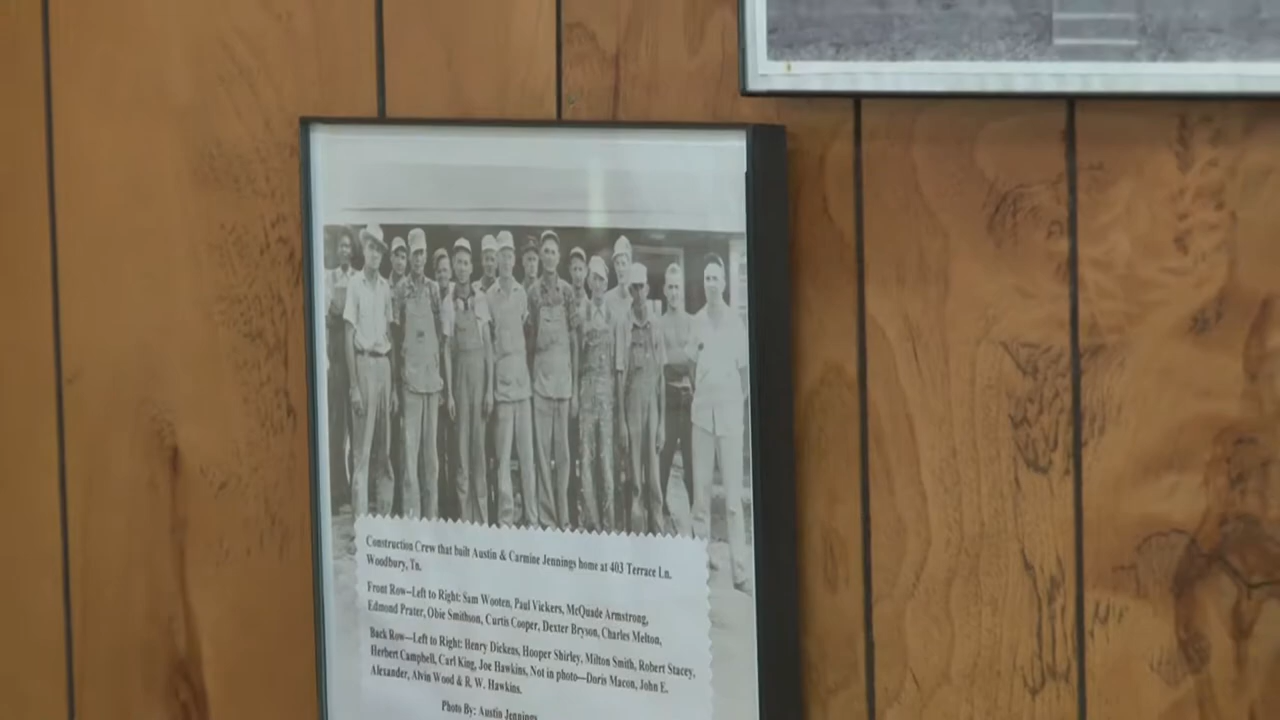 Construction Crew that built Austin & Carmine Jennings home at 403 Terrace Ln.
Woodbury, Tn.
Front Row--Left to Right: Sam Wooten, Paul Vickers, McQuade Armstrong,
Edmond Prater, Obie Smithson, Curtis Cooper, Dexter Bryson, Charles Melton,
Back Row—Left to Right: Henry Dickens, Hooper Shirley, Milton Smith, Robert Stacey,
Herbert Campbell, Carl King, Joe Hawkins, Not in photo—Doris Macon, John E.
Alexander, Alvin Wood & R. W. Hawkins.
Photo By: Austin Jennings